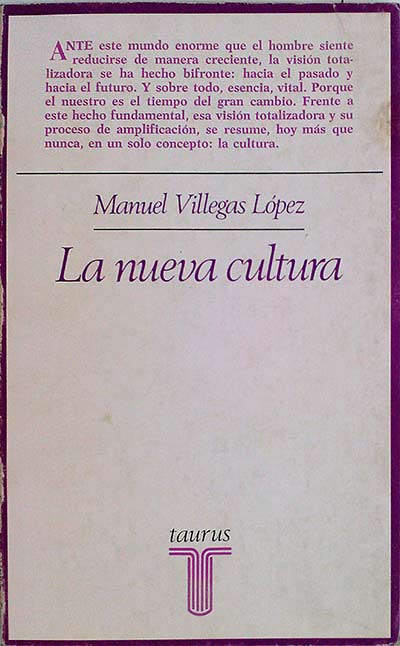 ANTE este mundo enorme que el hombre siente
reducirse de manera creciente, la visión tota-
lizadora se ha hecho bifronte: hacia el pasado y
hacia el futuro. Y sobre todo, esencia, vital. Porque
el nuestro es el tiempo del gran cambio. Frente a
este hecho fundamental, esa visión totalizadora y su
proceso de amplificación, se resume, hoy más que
nunca, en un solo concepto: la cultura.
Manuel Villegas López
La nueva cultura
taurus